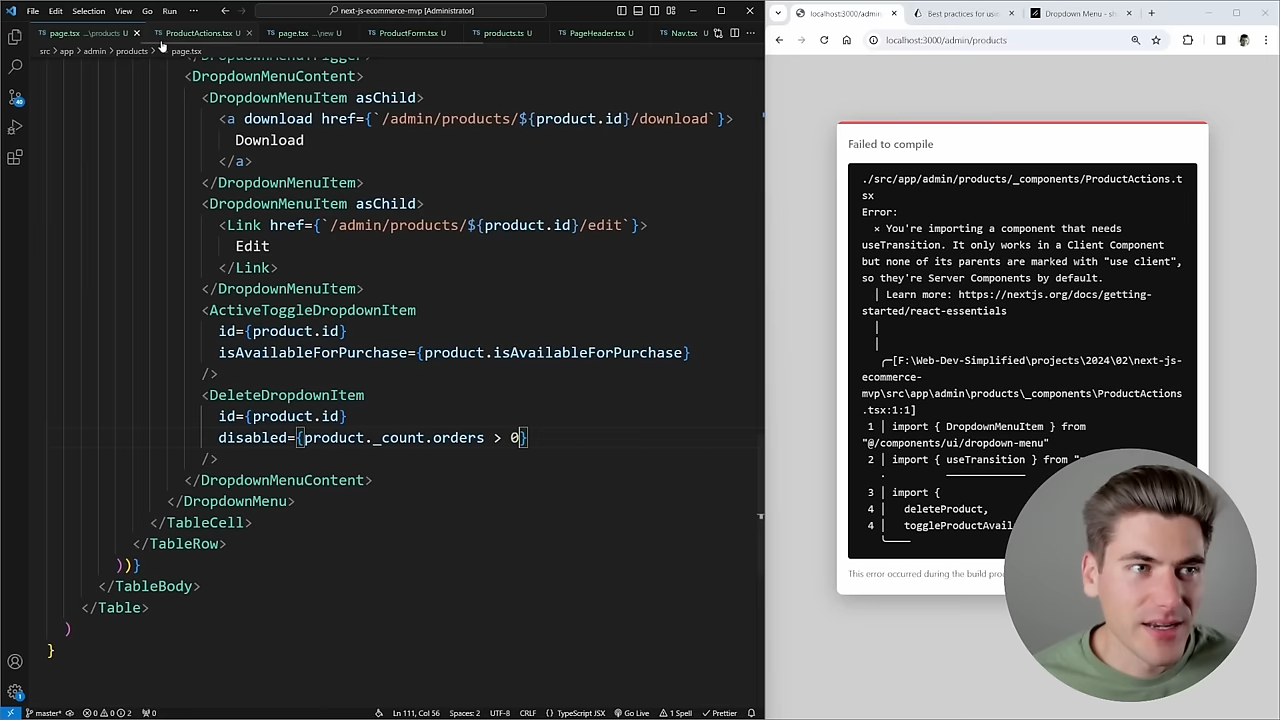 File Edit Selection View Go Run ···
next-js-ecommerce-mvp [Administrator]
page.tsx ...\products U
ProductActions.tsx U
page.tsx ...\new U
ProductForm.tsx U
products.ts U
PageHeader.tsx U
Nav.tsx U
src > app > admin > products > page.tsx
<DropdownMenuContent>
<DropdownMenuItem asChild>
<a download href={`/admin/products/${product.id}/download`}>
Download
</a>
</DropdownMenuItem>
<DropdownMenuItem asChild>
<Link href={`/admin/products/${product.id}/edit`}>
Edit
</Link>
</DropdownMenuItem>
<ActiveToggleDropdownItem
id={product.id}
isAvailableForPurchase={product.isAvailableForPurchase}
/>
<DeleteDropdownItem
id={product.id}
disabled={product._count.orders > 0}
/>
</DropdownMenuContent>
</DropdownMenu>
</TableCell>
</TableRow>
))}
</TableBody>
</Table>
)
}
master* 0 0 2 0
Ln 111, Col 56 Spaces: 2 UTF-8 CRLF {} TypeScript JSX Go Live 1 Spell Prettier
localhost:3000/admin/
Best practices for usin
Dropdown Menu - sh
localhost:3000/admin/products
Failed to compile
./src/app/admin/products/_components/ProductActions.t
sx
Error:
× You're importing a component that needs
useTransition. It only works in a Client Component
but none of its parents are marked with "use client",
so they're Server Components by default.
│ Learn more: https://nextjs.org/docs/getting-
started/react-essentials
│
│
╭─[F:\Web-Dev-Simplified\projects\2024\02\next-js-
ecommerce-
mvp\src\app\admin\products\_components\ProductActions
.tsx:1:1]
1 │ import { DropdownMenuItem } from
"@/components/ui/dropdown-menu"
2 │ import { useTransition } from
3 │ import {
4 │ deleteProduct,
4 │ toggleProductAvail
╰────
This error occurred during the build